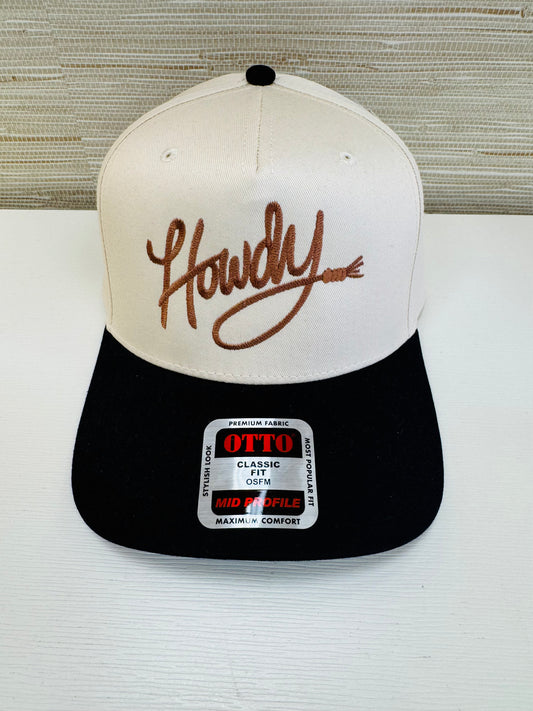 Howdy
PREMIUM FABRIC
STYLISH LOOK
OTTO
CLASSIC
FIT
OSFM
MID PROFILE
MOST POPULAR FIT
MAXIMUM COMFORT